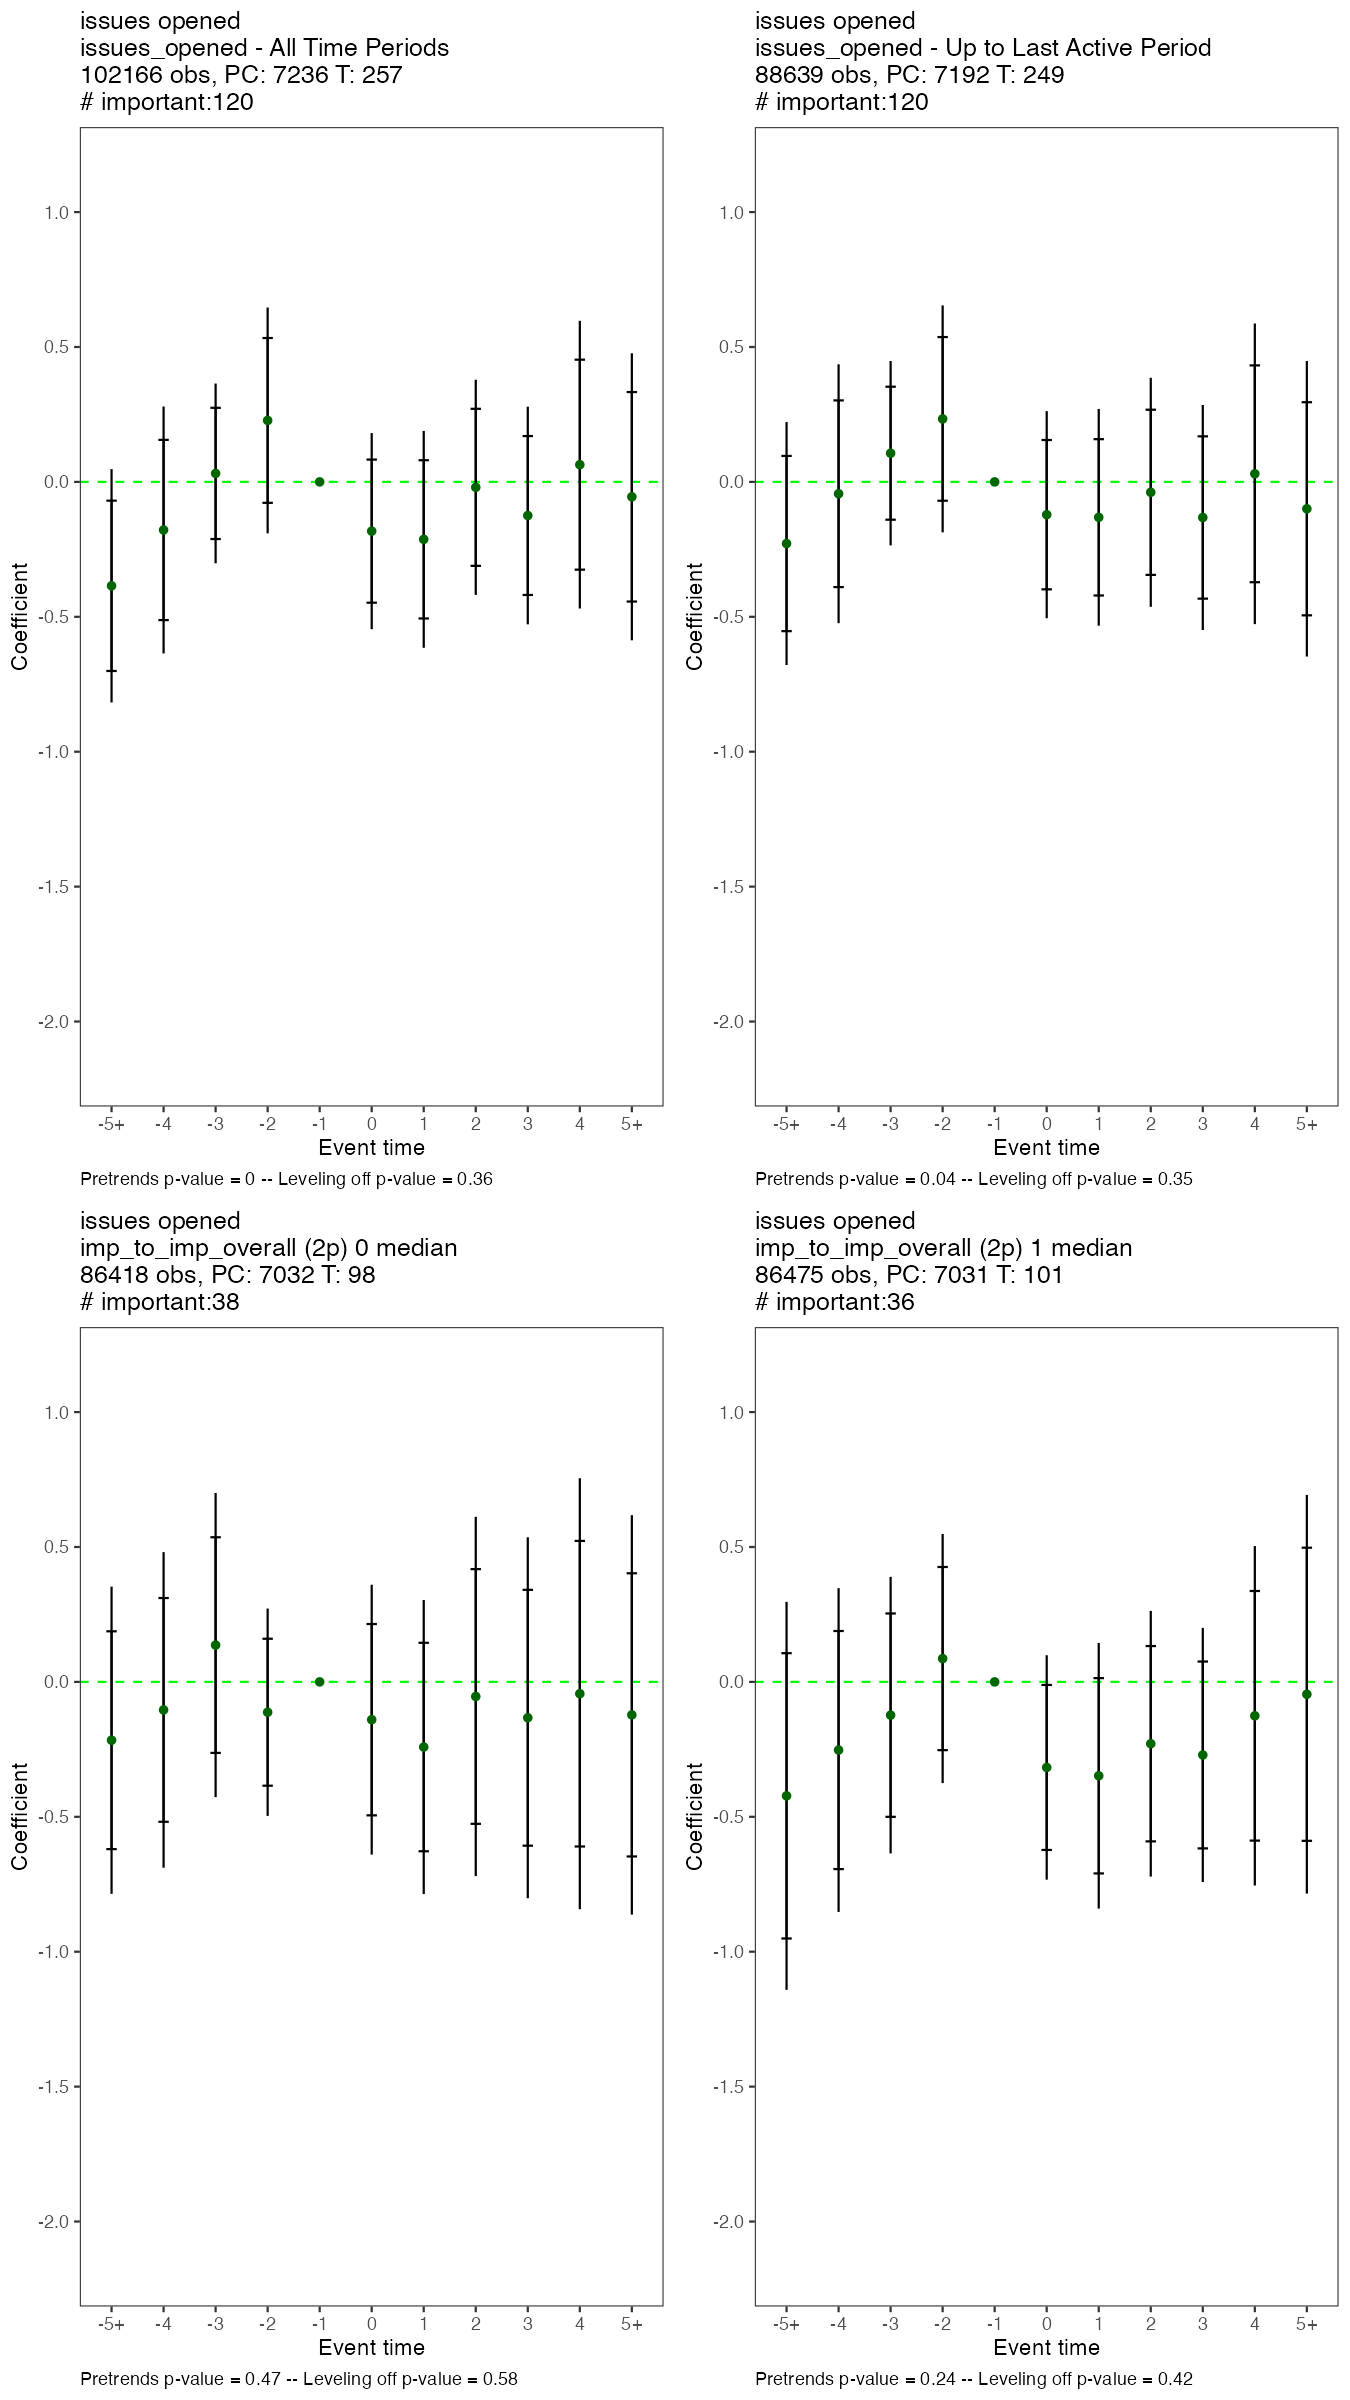 issues opened
issues_opened - All Time Periods
102166 obs, PC: 7236 T: 257
# important:120
1.0
0.5
0.0
-0.5
-1.0
-1.5
-2.0
Coefficient
-5+ -4 -3 -2 -1 0 1 2 3 4 5+
Event time
Pretrends p-value = 0 -- Leveling off p-value = 0.36
issues opened
issues_opened - Up to Last Active Period
88639 obs, PC: 7192 T: 249
# important:120
1.0
0.5
0.0
-0.5
-1.0
-1.5
-2.0
Coefficient
-5+ -4 -3 -2 -1 0 1 2 3 4 5+
Event time
Pretrends p-value = 0.04 -- Leveling off p-value = 0.35
issues opened
imp_to_imp_overall (2p) 0 median
86418 obs, PC: 7032 T: 98
# important:38
1.0
0.5
0.0
-0.5
-1.0
-1.5
-2.0
Coefficient
-5+ -4 -3 -2 -1 0 1 2 3 4 5+
Event time
Pretrends p-value = 0.47 -- Leveling off p-value = 0.58
issues opened
imp_to_imp_overall (2p) 1 median
86475 obs, PC: 7031 T: 101
# important:36
1.0
0.5
0.0
-0.5
-1.0
-1.5
-2.0
Coefficient
-5+ -4 -3 -2 -1 0 1 2 3 4 5+
Event time
Pretrends p-value = 0.24 -- Leveling off p-value = 0.42